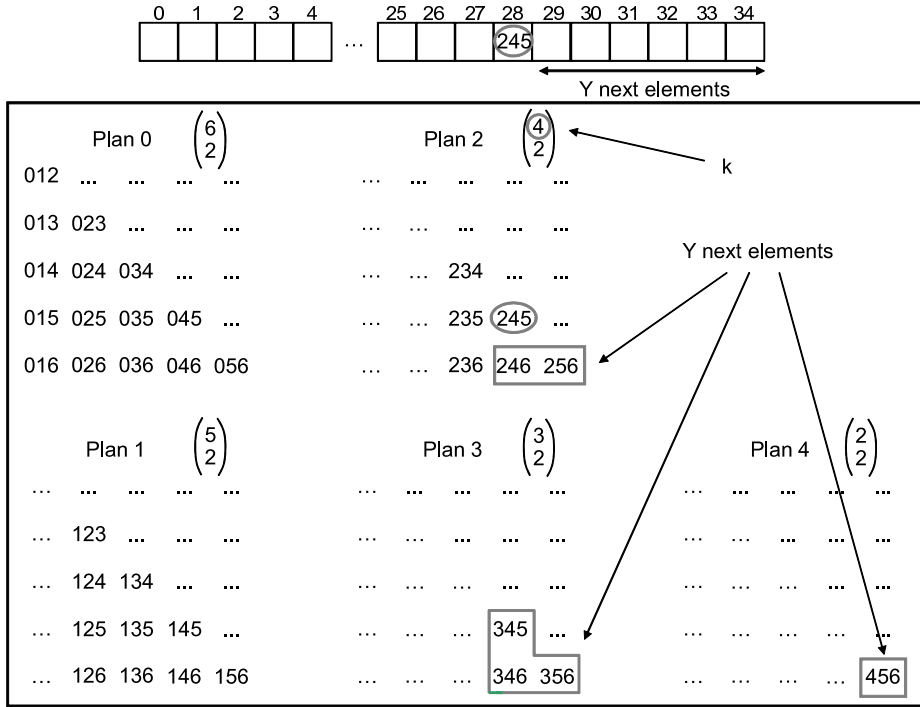 0 1 2 3 4 25 26 27 28 29 30 31 32 33 34
... 245
Y next elements
Plan 0 (6 2) Plan 2 (4 2)
k
012 ... ... ... ... ... ... ... ... ...
013 023 ... ... ... ... ... ... ... ...
Y next elements
014 024 034 ... ... ... ... 234 ... ...
015 025 035 045 ... ... ... 235 245 ...
016 026 036 046 056 ... ... 236 246 256
Plan 1 (5 2) Plan 3 (3 2) Plan 4 (2 2)
... ... ... ... ... ... ... ... ... ... ... ... ... ... ...
... 123 ... ... ... ... ... ... ... ... ... ... ... ... ...
... 124 134 ... ... ... ... ... ... ... ... ... ... ... ...
... 125 135 145 ... ... ... ... 345 ... ... ... ... ... ...
... 126 136 146 156 ... ... ... 346 356 ... ... ... ... 456